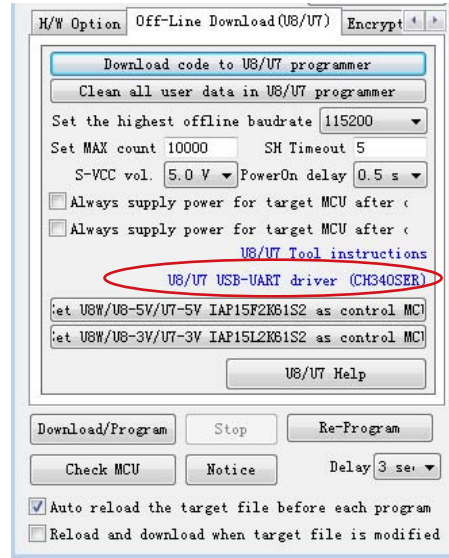 H/W Option Off-Line Download(U8/U7) Encrypt
Download code to U8/U7 programmer
Clean all user data in U8/U7 programmer
Set the highest offline baudrate 115200
Set MAX count 10000 SH Timeout 5
S-VCC vol. 5.0 V PowerOn delay 0.5 s
Always supply power for target MCU after
Always supply power for target MCU after
U8/U7 Tool instructions
U8/U7 USB-UART driver (CH340SER)
et U8W/U8-5V/U7-5V IAP15F2K61S2 as control MC
et U8W/U8-3V/U7-3V IAP15L2K61S2 as control MC
U8/U7 Help
Download/Program Stop Re-Program
Check MCU Notice Delay 3 se
Auto reload the target file before each program
Reload and download when target file is modified